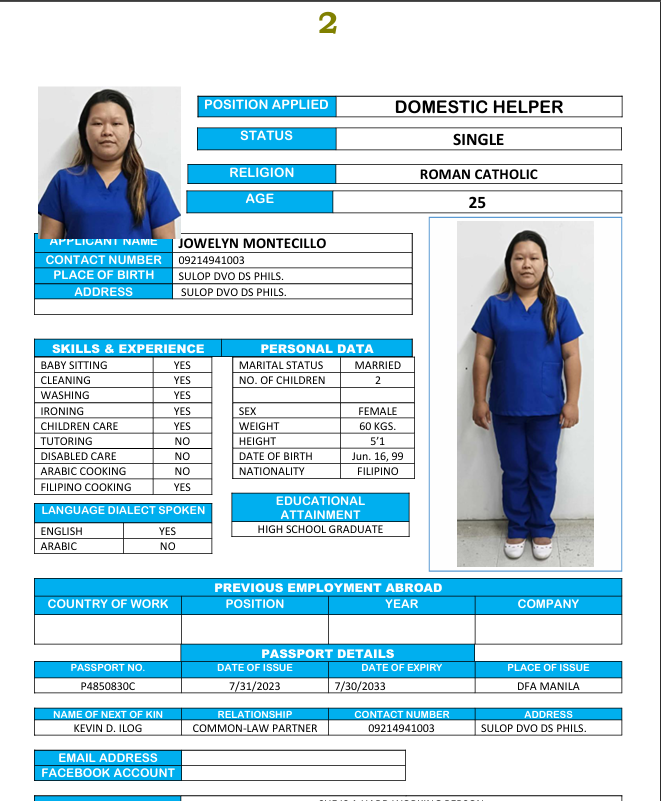 2
POSITION APPLIED DOMESTIC HELPER
STATUS SINGLE
RELIGION ROMAN CATHOLIC
AGE 25
APPLICANT NAME JOWELYN MONTECILLO
CONTACT NUMBER 09214941003
PLACE OF BIRTH SULOP DVO DS PHILS.
ADDRESS SULOP DVO DS PHILS.
SKILLS & EXPERIENCE
BABY SITTING YES
CLEANING YES
WASHING YES
IRONING YES
CHILDREN CARE YES
TUTORING NO
DISABLED CARE NO
ARABIC COOKING NO
FILIPINO COOKING YES
LANGUAGE DIALECT SPOKEN
ENGLISH YES
ARABIC NO
PERSONAL DATA
MARITAL STATUS MARRIED
NO. OF CHILDREN 2
SEX FEMALE
WEIGHT 60 KGS.
HEIGHT 5'1
DATE OF BIRTH Jun. 16, 99
NATIONALITY FILIPINO
EDUCATIONAL
ATTAINMENT
HIGH SCHOOL GRADUATE
PREVIOUS EMPLOYMENT ABROAD
COUNTRY OF WORK POSITION YEAR COMPANY
PASSPORT DETAILS
PASSPORT NO. DATE OF ISSUE DATE OF EXPIRY PLACE OF ISSUE
P4850830C 7/31/2023 7/30/2033 DFA MANILA
NAME OF NEXT OF KIN RELATIONSHIP CONTACT NUMBER ADDRESS
KEVIN D. ILOG COMMON-LAW PARTNER 09214941003 SULOP DVO DS PHILS.
EMAIL ADDRESS
FACEBOOK ACCOUNT